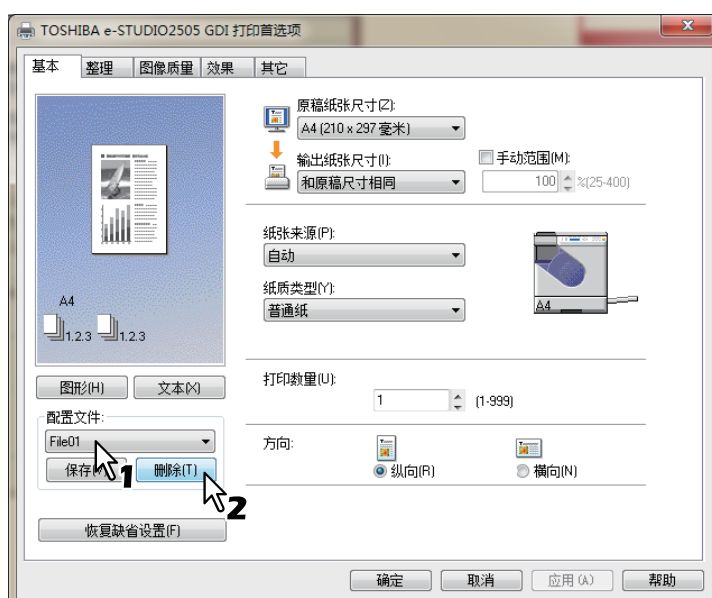 TOSHIBA e-STUDIO2505 GDI 打印首选项
基本 整理 图像质量 效果 其它
原稿纸张尺寸(Z):
A4 (210 x 297 毫米)
输出纸张尺寸(I):
和原稿尺寸相同
手动范围(M):
100 %(25-400)
纸张来源(P):
自动
纸质类型(Y):
普通纸
A4
A4
1.2.3 1.2.3
图形(H) 文本(X)
打印数量(U):
1 (1-999)
配置文件:
File01
保存 删除(T)
1
2
方向:
纵向(R) 横向(N)
恢复缺省设置(F)
确定 取消 应用(A) 帮助